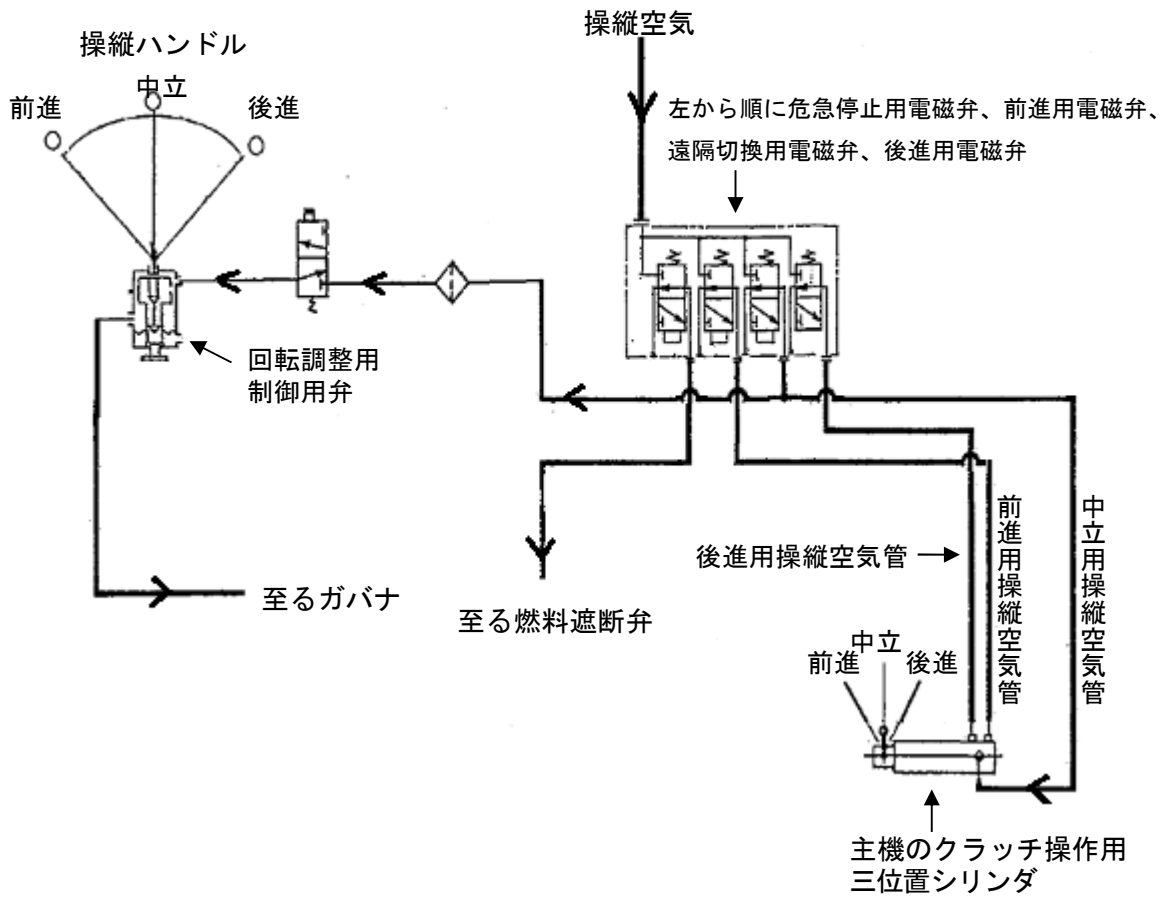 操縦空気
操縦ハンドル
中立
前進
後進
左から順に危急停止用電磁弁、前進用電磁弁、
遠隔切換用電磁弁、後進用電磁弁
回転調整用
制御用弁
至るガバナ
至る燃料遮断弁
後進用操縦空気管
前進用操縦空気管
中立用操縦空気管
中立
前進
後進
主機のクラッチ操作用
三位置シリンダ